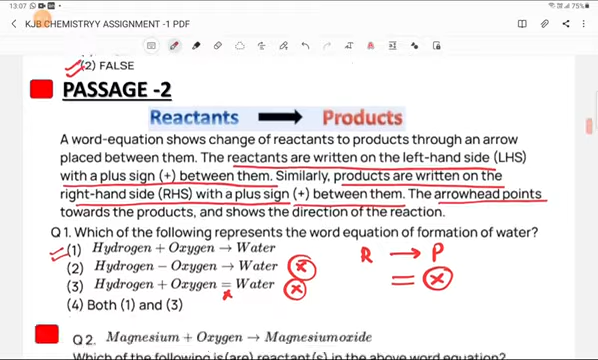 13:07
75%
KJB CHEMISTRYY ASSIGNMENT -1 PDF
(2) FALSE
PASSAGE -2
Reactants → Products
A word-equation shows change of reactants to products through an arrow
placed between them. The reactants are written on the left-hand side (LHS)
with a plus sign (+) between them. Similarly, products are written on the
right-hand side (RHS) with a plus sign (+) between them. The arrowhead points
towards the products, and shows the direction of the reaction.
Q 1. Which of the following represents the word equation of formation of water?
(1) Hydrogen + Oxygen → Water
R → P
(2) Hydrogen − Oxygen → Water
= x
(3) Hydrogen + Oxygen = Water
(4) Both (1) and (3)
Q 2. Magnesium + Oxygen → Magnesiumoxide
Which of the following is(are) reactant(s) in the above word equation?